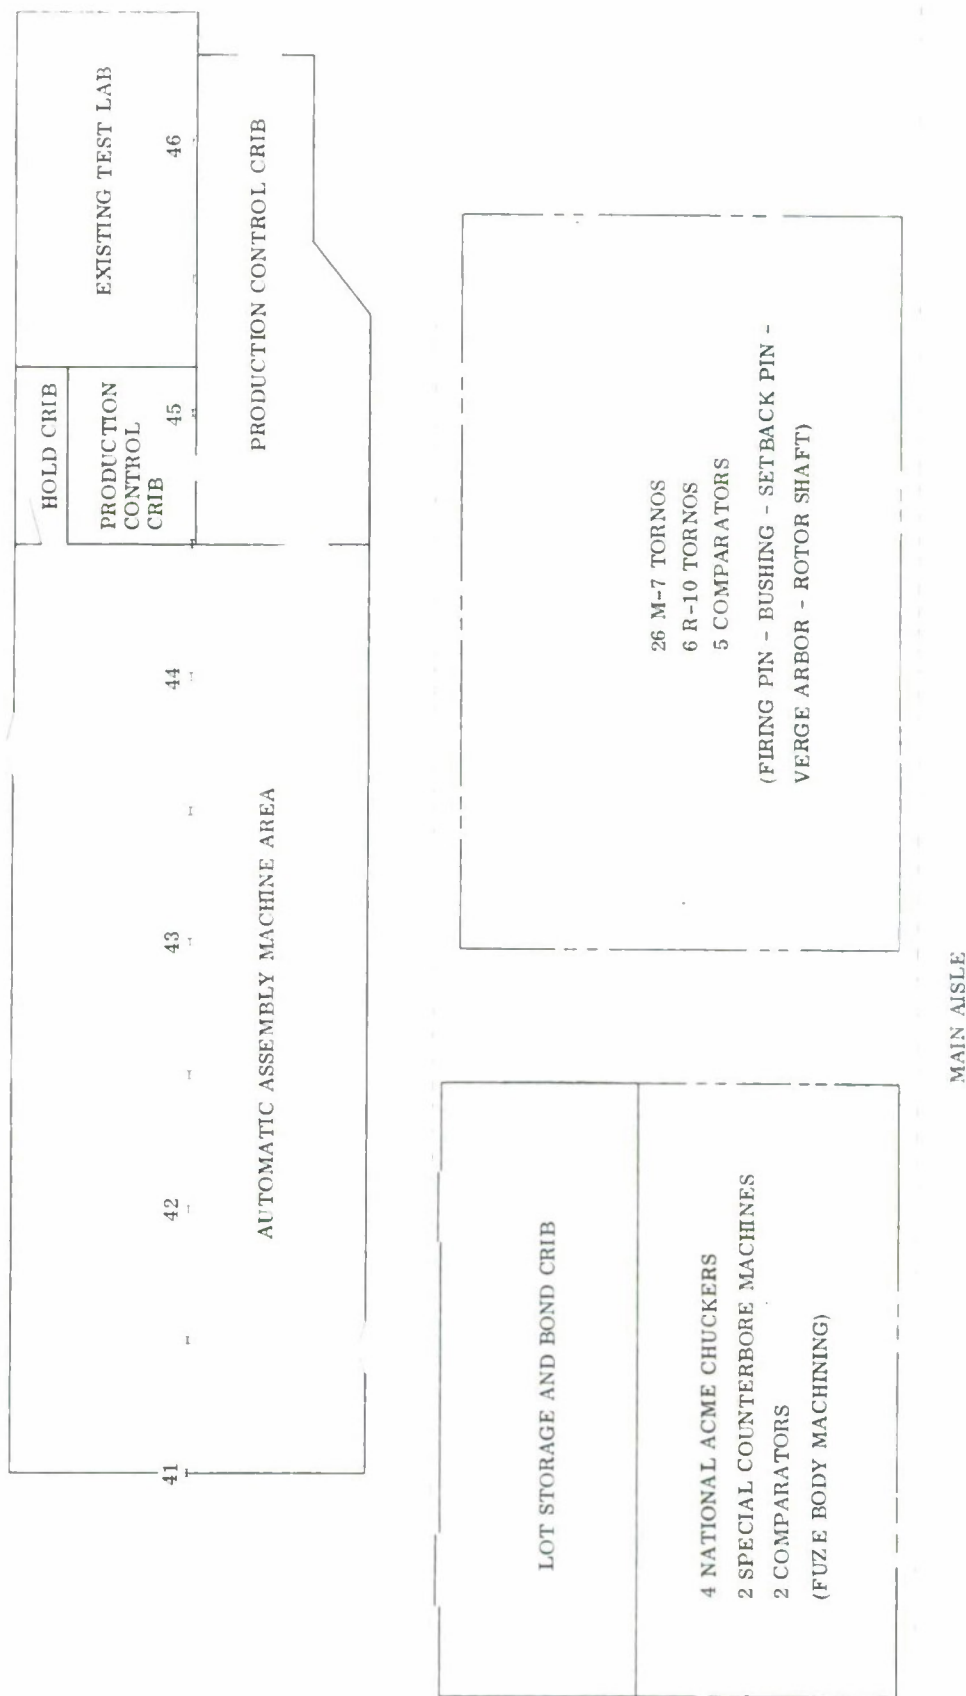 EXISTING TEST LAB
46
HOLD CRIB
PRODUCTION
CONTROL
CRIB
45
PRODUCTION CONTROL CRIB
44
43
42
41
AUTOMATIC ASSEMBLY MACHINE AREA
LOT STORAGE AND BOND CRIB
4 NATIONAL ACME CHUCKERS
2 SPECIAL COUNTERBORE MACHINES
2 COMPARATORS
(FUZE BODY MACHINING)
26 M-7 TORNOS
6 R-10 TORNOS
5 COMPARATORS
(FIRING PIN - BUSHING - SETBACK PIN -
VERGE ARBOR - ROTOR SHAFT)
MAIN AISLE